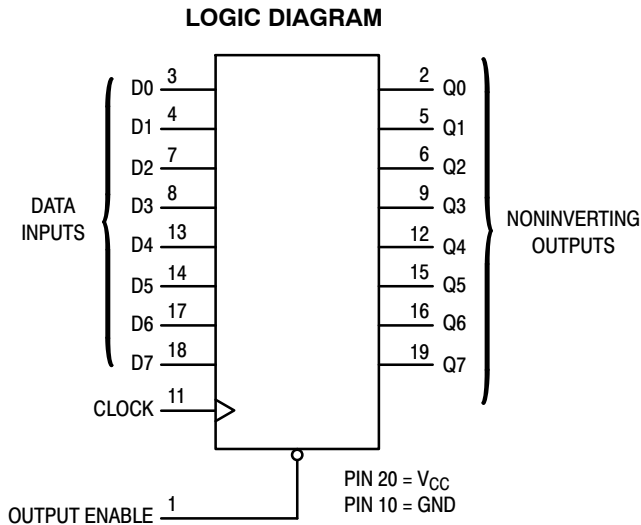 LOGIC DIAGRAM
D0 3
D1 4
D2 7
D3 8
D4 13
D5 14
D6 17
D7 18
DATA
INPUTS
CLOCK 11
OUTPUT ENABLE 1
2 Q0
5 Q1
6 Q2
9 Q3
12 Q4
15 Q5
16 Q6
19 Q7
NONINVERTING
OUTPUTS
PIN 20 = VCC
PIN 10 = GND